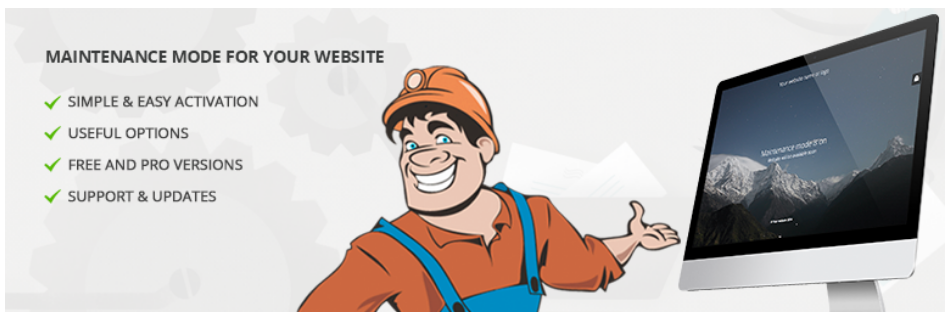 MAINTENANCE MODE FOR YOUR WEBSITE
SIMPLE & EASY ACTIVATION
USEFUL OPTIONS
FREE AND PRO VERSIONS
SUPPORT & UPDATES
Maintenance mode is on